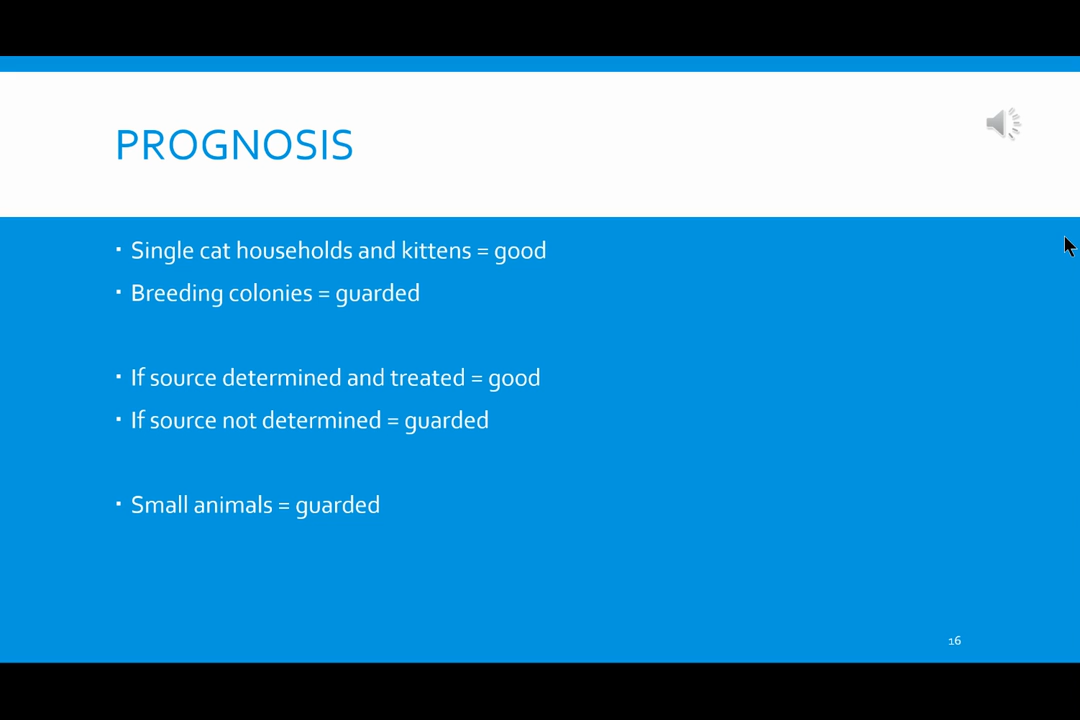 PROGNOSIS
▪ Single cat households and kittens = good
▪ Breeding colonies = guarded
▪ If source determined and treated = good
▪ If source not determined = guarded
▪ Small animals = guarded
16